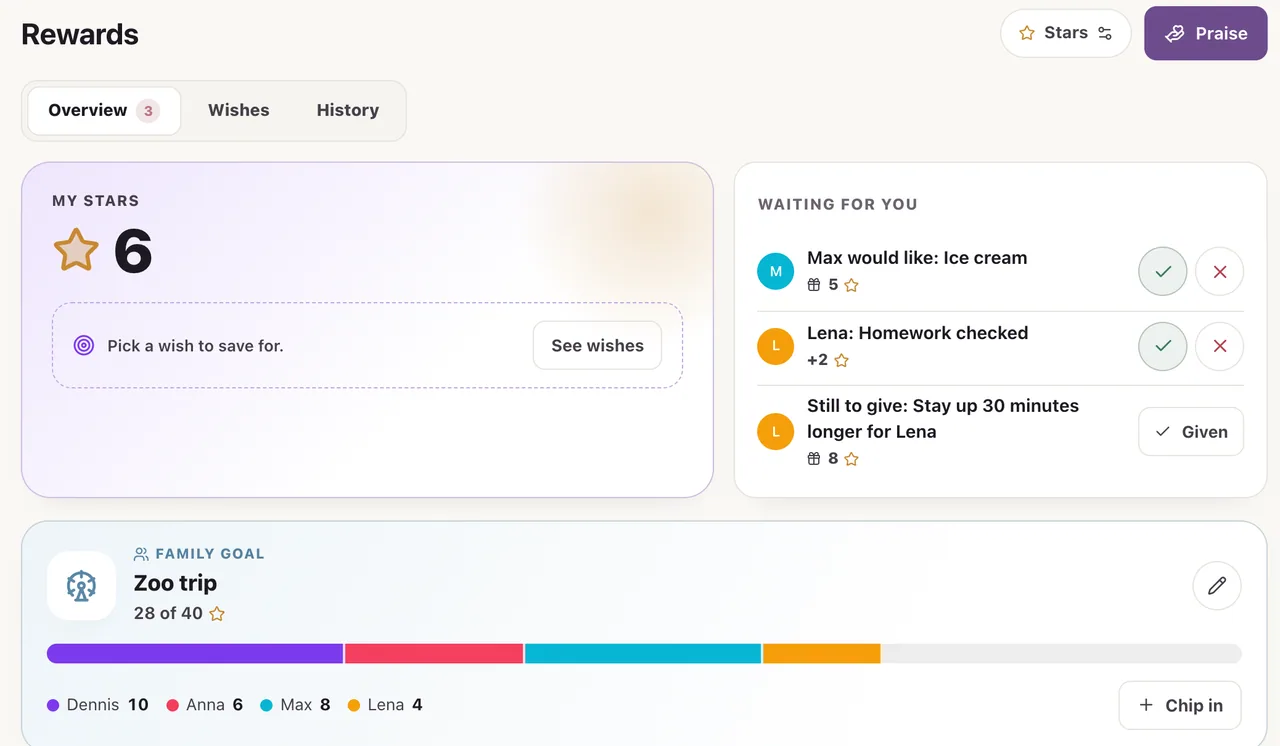 Rewards
Stars
Praise
Overview 3
Wishes
History
MY STARS
6
Pick a wish to save for.
See wishes
WAITING FOR YOU
M
Max would like: Ice cream
5
L
Lena: Homework checked
+2
L
Still to give: Stay up 30 minutes
longer for Lena
8
Given
FAMILY GOAL
Zoo trip
28 of 40
Dennis 10
Anna 6
Max 8
Lena 4
Chip in